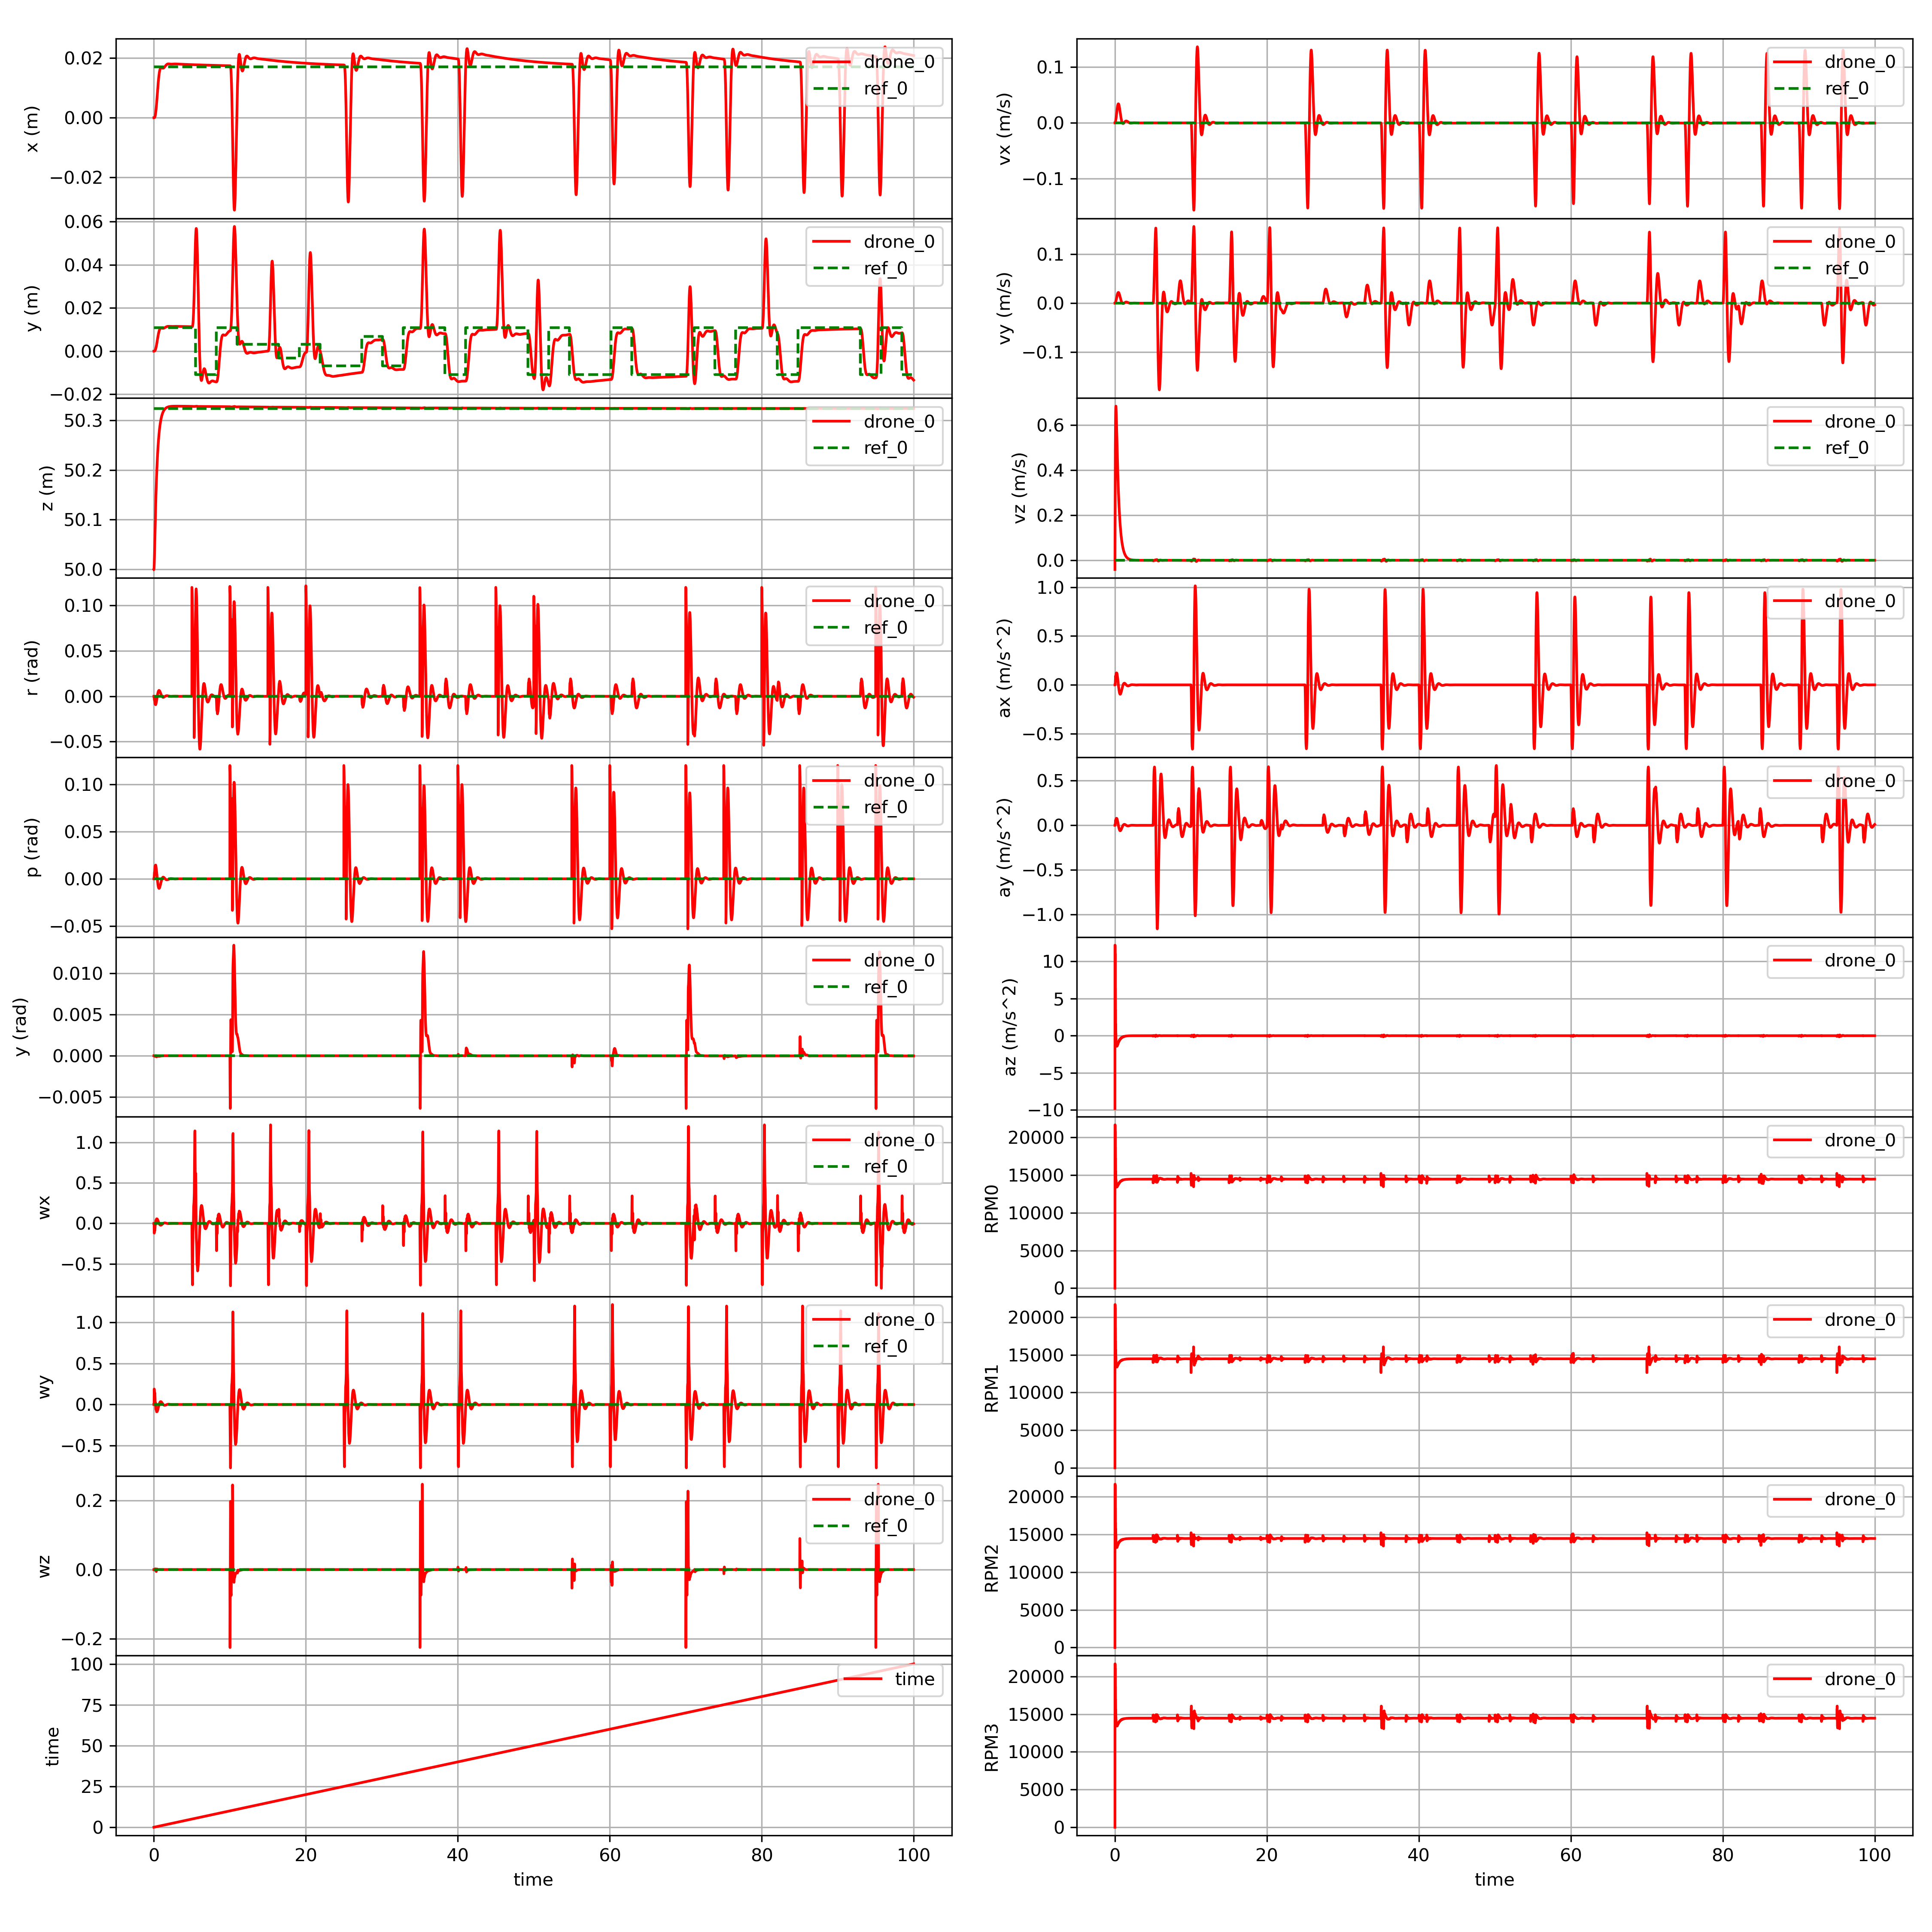 x (m)
0.02
0.00
−0.02
drone_0
ref_0
y (m)
0.06
0.04
0.02
0.00
−0.02
drone_0
ref_0
z (m)
50.3
50.2
50.1
50.0
drone_0
ref_0
r (rad)
0.10
0.05
0.00
−0.05
drone_0
ref_0
p (rad)
0.10
0.05
0.00
−0.05
drone_0
ref_0
y (rad)
0.010
0.005
0.000
−0.005
drone_0
ref_0
wx
1.0
0.5
0.0
−0.5
drone_0
ref_0
wy
1.0
0.5
0.0
−0.5
drone_0
ref_0
wz
0.2
0.0
−0.2
drone_0
ref_0
time
100
75
50
25
0
time
0 20 40 60 80 100
time
vx (m/s)
0.1
0.0
−0.1
drone_0
ref_0
vy (m/s)
0.1
0.0
−0.1
drone_0
ref_0
vz (m/s)
0.6
0.4
0.2
0.0
drone_0
ref_0
ax (m/s^2)
1.0
0.5
0.0
−0.5
drone_0
ay (m/s^2)
0.5
0.0
−0.5
−1.0
drone_0
az (m/s^2)
10
5
0
−5
−10
drone_0
RPM0
20000
15000
10000
5000
0
drone_0
RPM1
20000
15000
10000
5000
0
drone_0
RPM2
20000
15000
10000
5000
0
drone_0
RPM3
20000
15000
10000
5000
0
drone_0
0 20 40 60 80 100
time